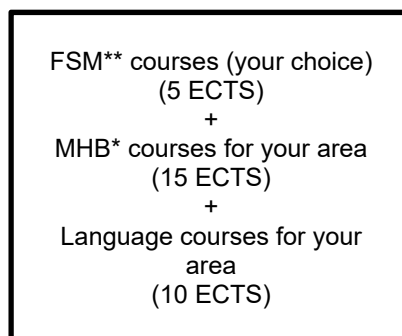 FSM** courses (your choice)
(5 ECTS)
+
MHB* courses for your area
(15 ECTS)
+
Language courses for your
area
(10 ECTS)